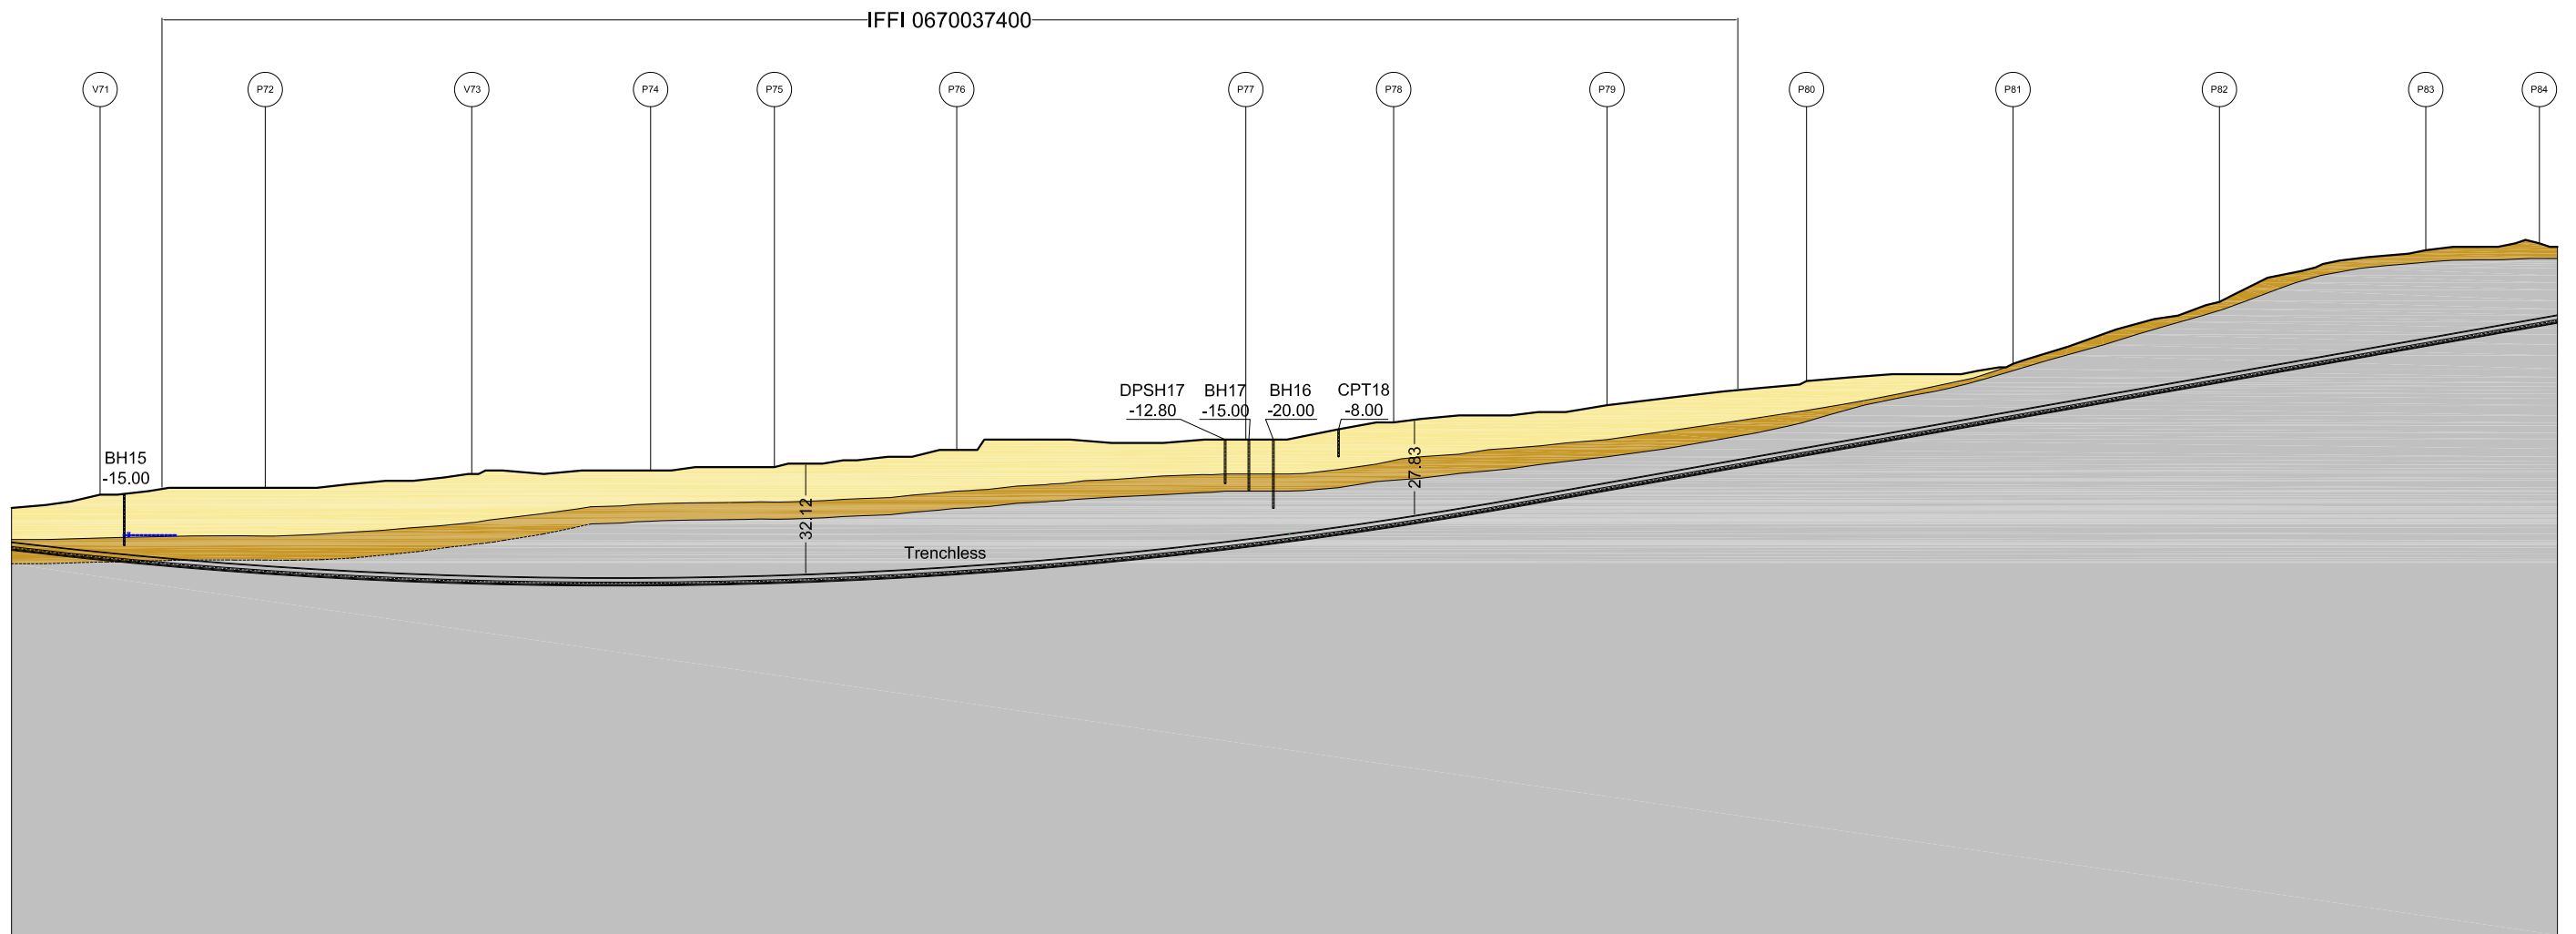 IFFI 0670037400
V71
P72
V73
P74
P75
P76
P77
P78
P79
P80
P81
P82
P83
P84
DPSH17
-12.80
BH17
-15.00
BH16
-20.00
CPT18
-8.00
BH15
-15.00
27.83
32.12
Trenchless